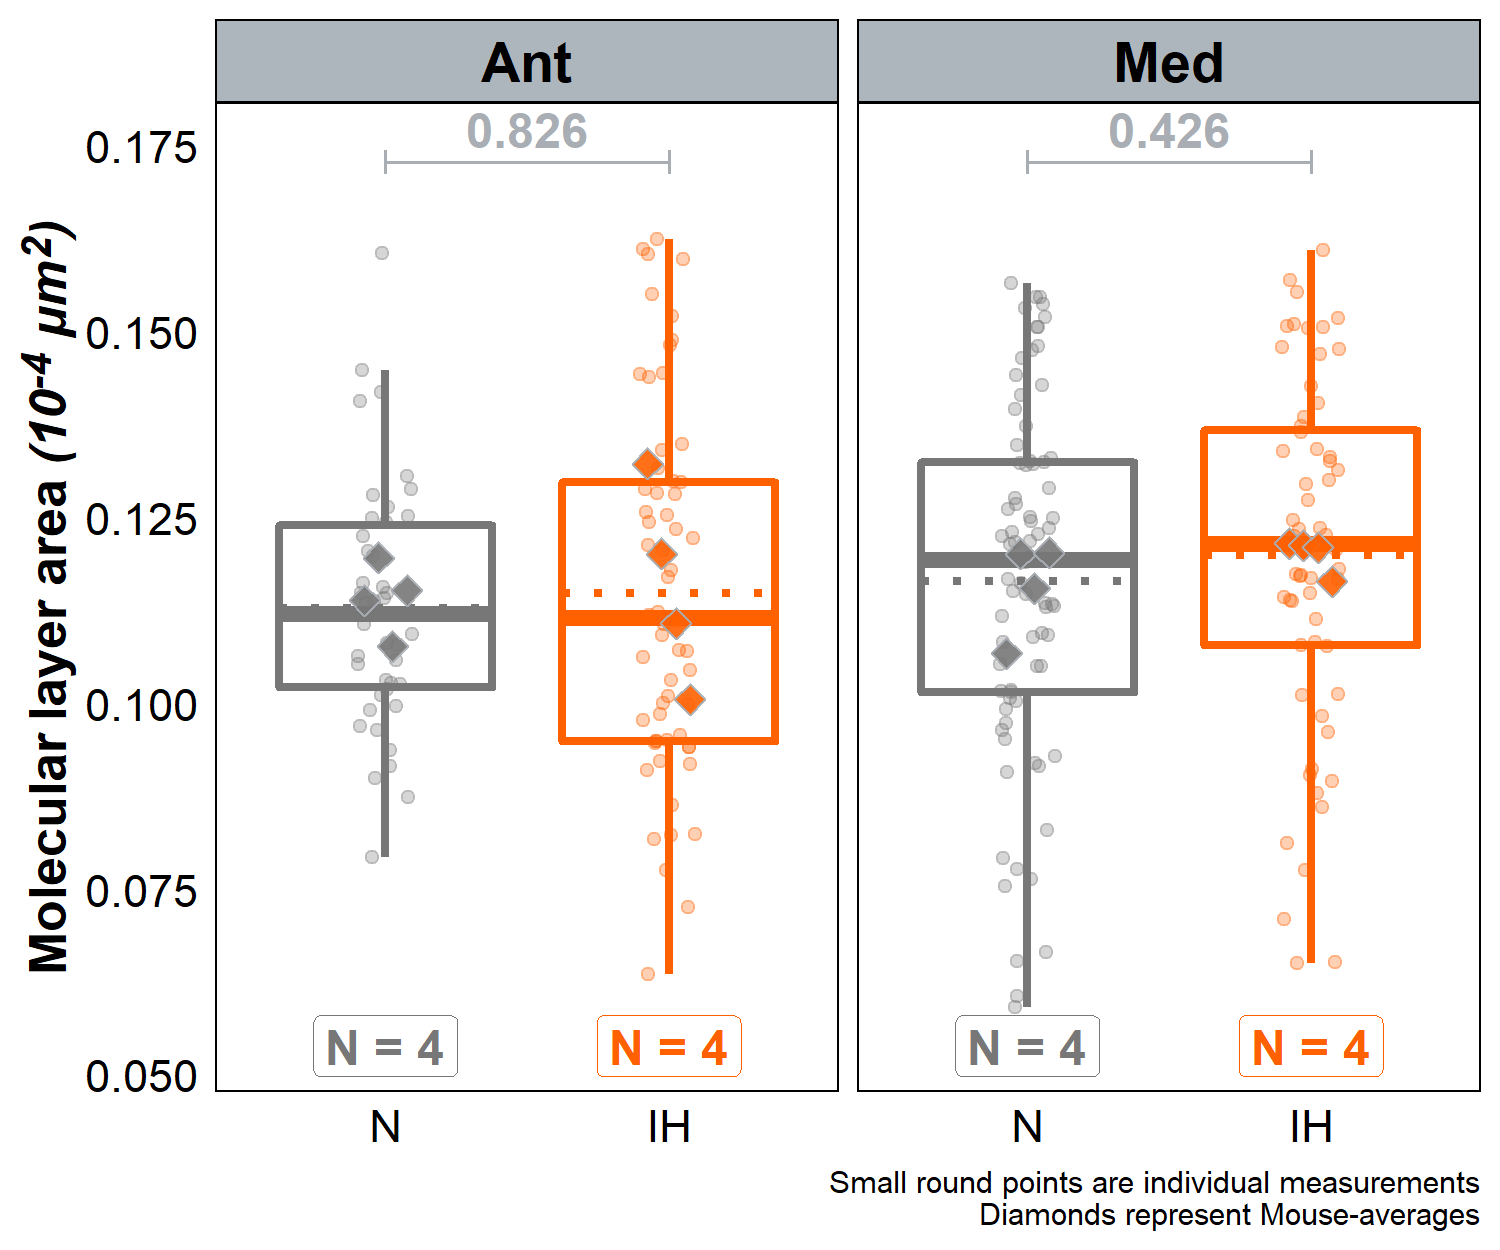 Ant
Med
0.826
0.426
Molecular layer area (10⁻⁴ µm²)
0.175
0.150
0.125
0.100
0.075
0.050
N = 4
N = 4
N = 4
N = 4
N
IH
N
IH
Small round points are individual measurements
Diamonds represent Mouse-averages